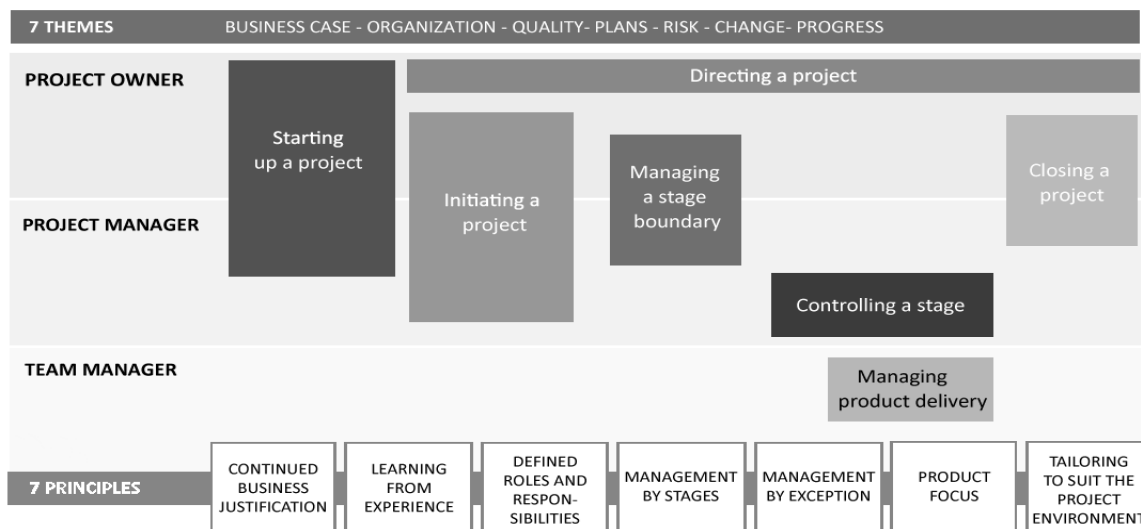 7 THEMES
BUSINESS CASE - ORGANIZATION - QUALITY- PLANS - RISK - CHANGE- PROGRESS
PROJECT OWNER
Directing a project
Starting
up a project
Initiating a
project
Managing
a stage
boundary
Closing a
project
PROJECT MANAGER
Controlling a stage
TEAM MANAGER
Managing
product delivery
7 PRINCIPLES
CONTINUED
BUSINESS
JUSTIFICATION
LEARNING
FROM
EXPERIENCE
DEFINED
ROLES AND
RESPON-
SIBILITIES
MANAGEMENT
BY STAGES
MANAGEMENT
BY EXCEPTION
PRODUCT
FOCUS
TAILORING
TO SUIT THE
PROJECT
ENVIRONMENT